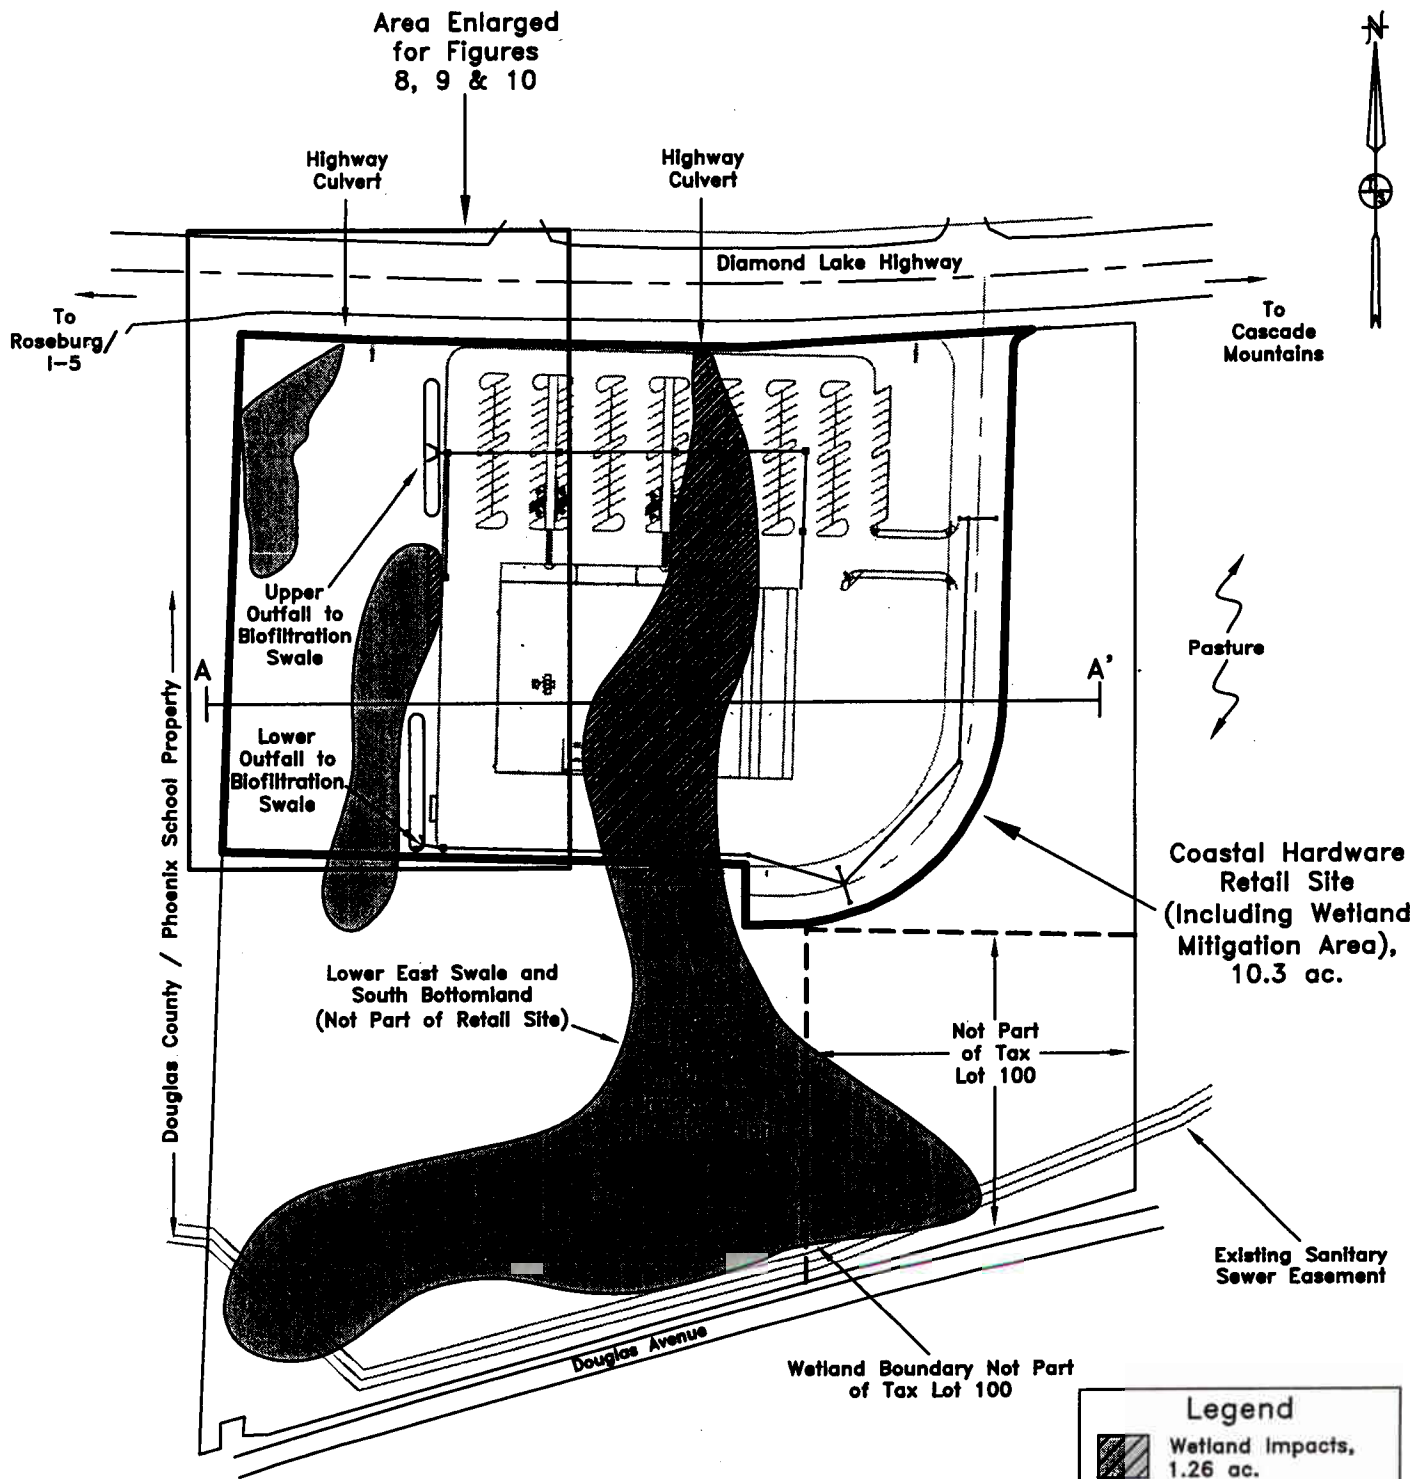 Area Enlarged
for Figures
8, 9 & 10
N
Highway
Culvert
Highway
Culvert
Diamond Lake Highway
To
Roseburg/
I-5
To
Cascade
Mountains
Upper
Outfall to
Biofiltration
Swale
Pasture
A
A'
Lower
Outfall to
Biofiltration
Swale
Douglas County / Phoenix School Property
Coastal Hardware
Retail Site
(Including Wetland
Mitigation Area),
10.3 ac.
Lower East Swale and
South Bottomland
(Not Part of Retail Site)
Not Part
of Tax
Lot 100
Existing Sanitary
Sewer Easement
Douglas Avenue
Wetland Boundary Not Part
of Tax Lot 100
Legend
Wetland Impacts,
1.26 ac.